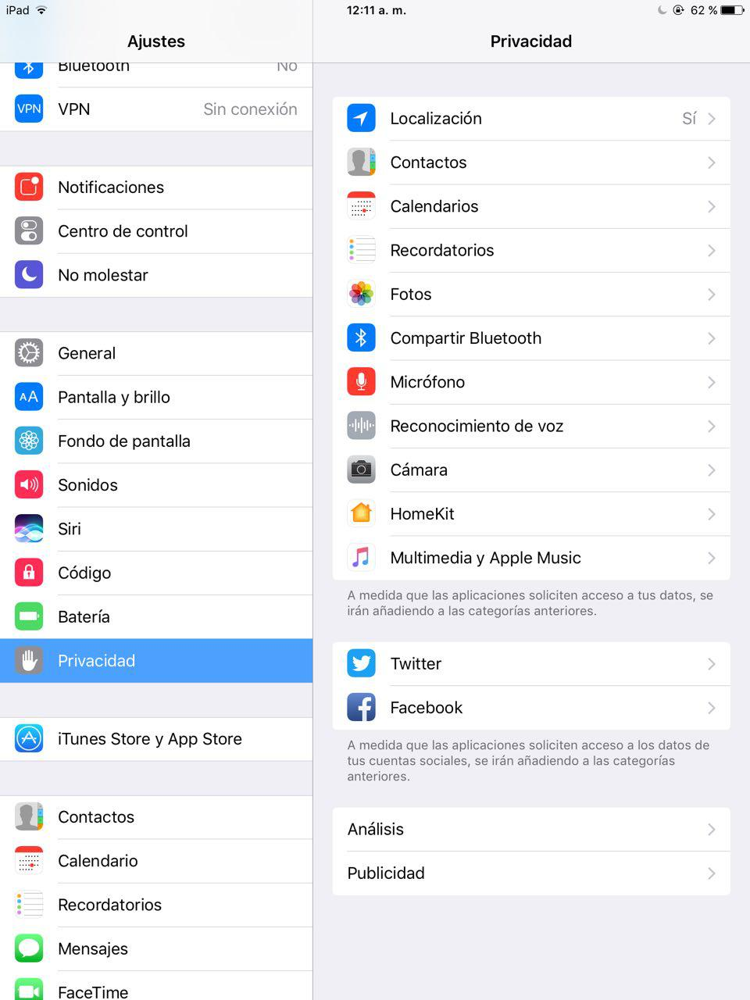 iPad
12:11 a. m.
62 %
Ajustes
Privacidad
Bluetooth
No
VPN
VPN
Sin conexión
Notificaciones
Centro de control
No molestar
General
AA
Pantalla y brillo
Fondo de pantalla
Sonidos
Siri
Código
Batería
Privacidad
iTunes Store y App Store
Contactos
Calendario
Recordatorios
Mensajes
FaceTime
Localización
Sí
Contactos
Calendarios
Recordatorios
Fotos
Compartir Bluetooth
Micrófono
Reconocimiento de voz
Cámara
HomeKit
Multimedia y Apple Music
A medida que las aplicaciones soliciten acceso a tus datos, se
irán añadiendo a las categorías anteriores.
Twitter
Facebook
A medida que las aplicaciones soliciten acceso a los datos de
tus cuentas sociales, se irán añadiendo a las categorías
anteriores.
Análisis
Publicidad